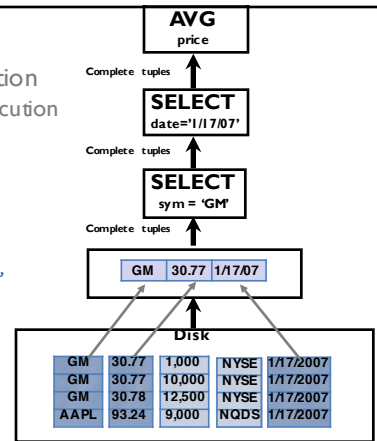 AVG
price
tion
Complete tuples
cution
SELECT
date='1/17/07'
Complete tuples
SELECT
sym = 'GM'
Complete tuples
,
GM 30.77 1/17/07
Disk
GM 30.77 1,000 NYSE 1/17/2007
GM 30.77 10,000 NYSE 1/17/2007
GM 30.78 12,500 NYSE 1/17/2007
AAPL 93.24 9,000 NQDS 1/17/2007